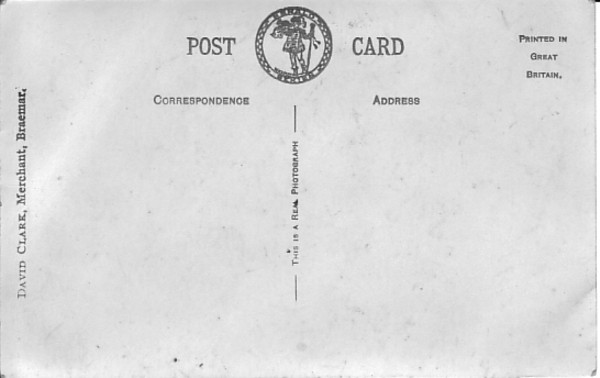 POST CARD
PRINTED IN
GREAT
BRITAIN.
CORRESPONDENCE
ADDRESS
THIS IS A REAL PHOTOGRAPH
DAVID CLARK, Merchant, Braemar,